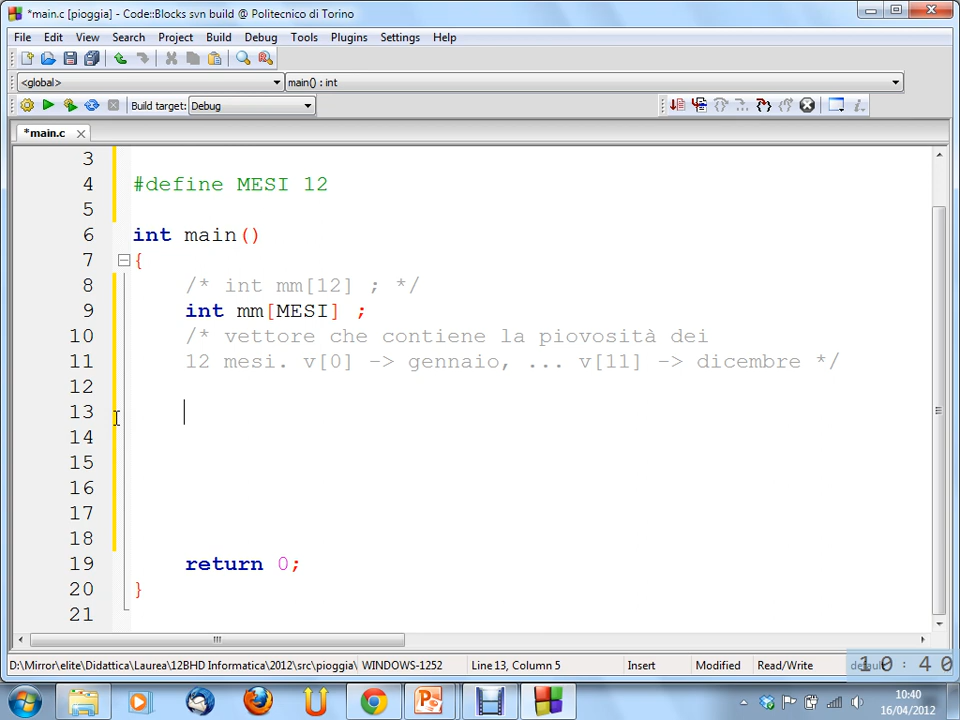 *main.c [pioggia] - Code::Blocks svn build @ Politecnico di Torino
File Edit View Search Project Build Debug Tools Plugins Settings Help
<global> main() : int
Build target: Debug
*main.c
3
4 #define MESI 12
5
6 int main()
7 {
8 /* int mm[12] ; */
9 int mm[MESI] ;
10 /* vettore che contiene la piovosità dei
11 12 mesi. v[0] -> gennaio, ... v[11] -> dicembre */
12
13
14
15
16
17
18
19 return 0;
20 }
21
D:\Mirror\elite\Didattica\Laurea\12BHD Informatica\2012\src\pioggia\ WINDOWS-1252 Line 13, Column 5 Insert Modified Read/Write 10:40
10:40
16/04/2012